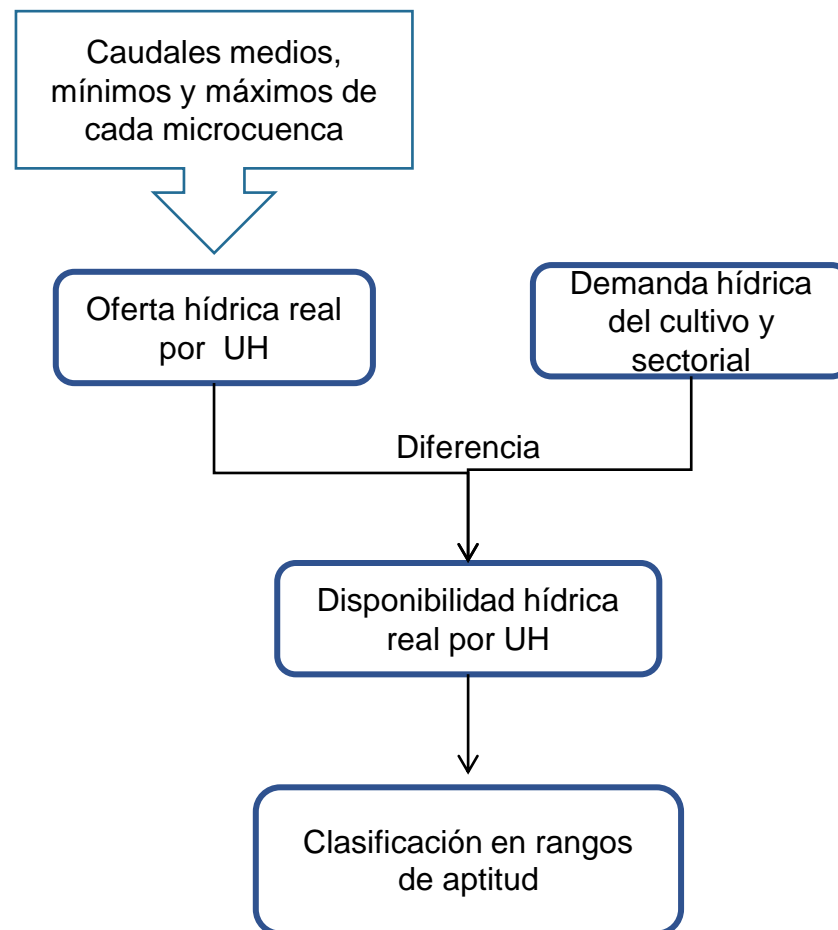 Caudales medios,
mínimos y máximos de
cada microcuenca
Oferta hídrica real
por UH
Demanda hídrica
del cultivo y
sectorial
Diferencia
Disponibilidad hídrica
real por UH
Clasificación en rangos
de aptitud